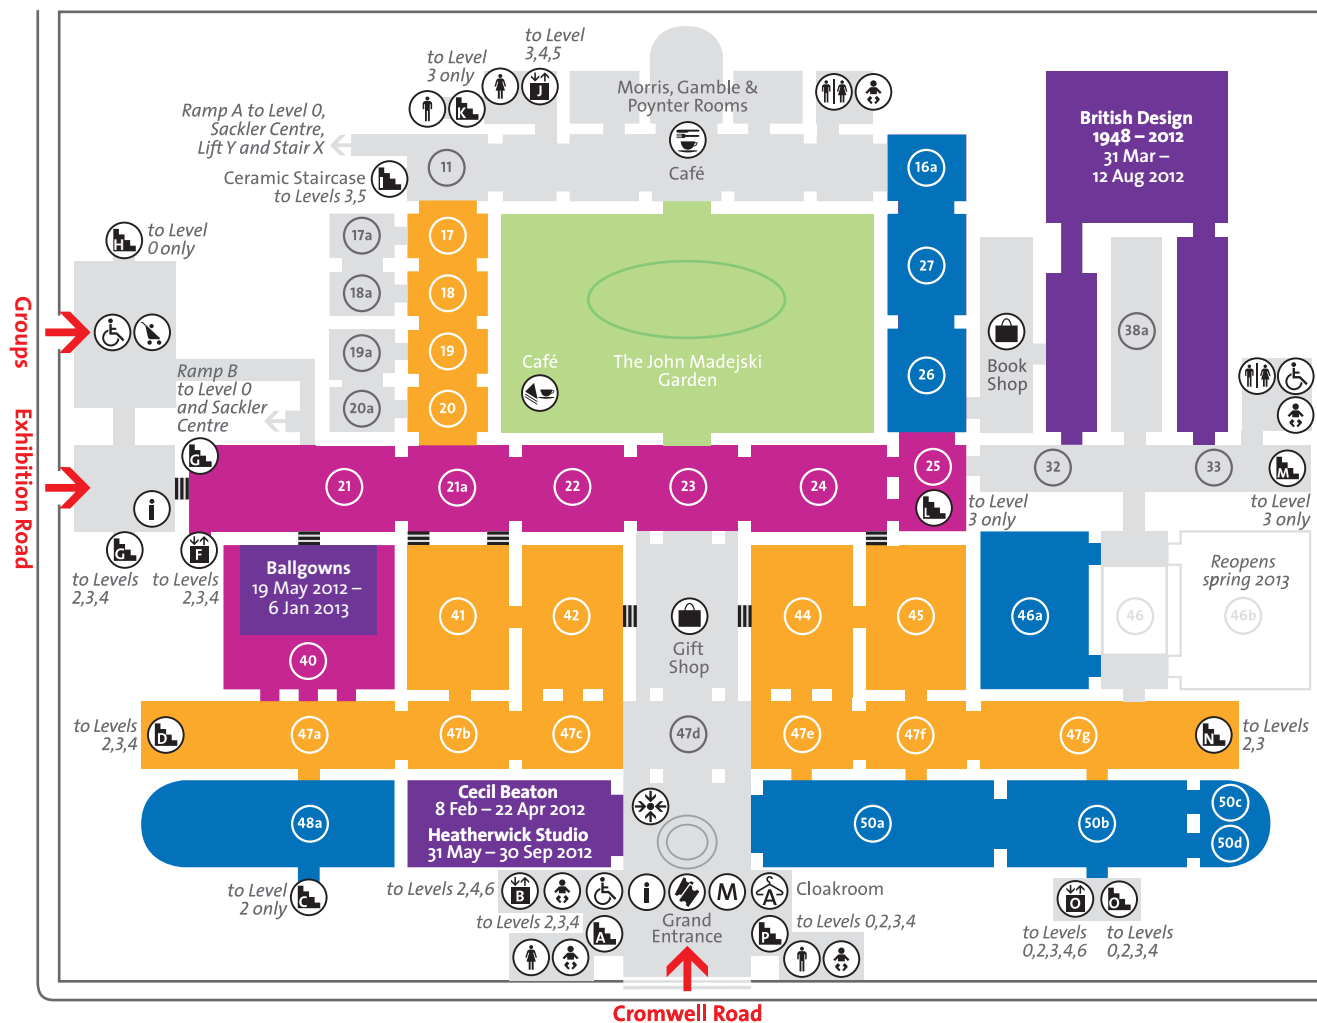 to Level
3,4,5
to Level
3 only
J
K
Morris, Gamble &
Poynter Rooms
Café
Ramp A to Level 0,
Sackler Centre,
Lift Y and Stair X
Ceramic Staircase
to Levels 3,5
I
11
16a
British Design
1948 – 2012
31 Mar –
12 Aug 2012
H
to Level
0 only
17a
17
18a
18
19a
19
20a
20
27
26
38a
Book
Shop
Café
The John Madejski
Garden
Groups
Exhibition Road
Ramp B
to Level 0
and Sackler
Centre
G
21
21a
22
23
24
25
L
32
33
M
to Level
3 only
to Level
3 only
i
G
to Levels
2,3,4
F
to Levels
2,3,4
Ballgowns
19 May 2012 –
6 Jan 2013
40
41
42
Gift
Shop
44
45
46a
46
46b
Reopens
spring 2013
to Levels
2,3,4
D
47a
47b
47c
47d
47e
47f
47g
N
to Levels
2,3
48a
Cecil Beaton
8 Feb – 22 Apr 2012
Heatherwick Studio
31 May – 30 Sep 2012
50a
50b
50c
50d
to Level
2 only
C
to Levels 2,4,6
B
i
M
A
Cloakroom
to Levels 2,3,4
A
Grand
Entrance
P
to Levels 0,2,3,4
O
O
to Levels
0,2,3,4,6
to Levels
0,2,3,4
Cromwell Road